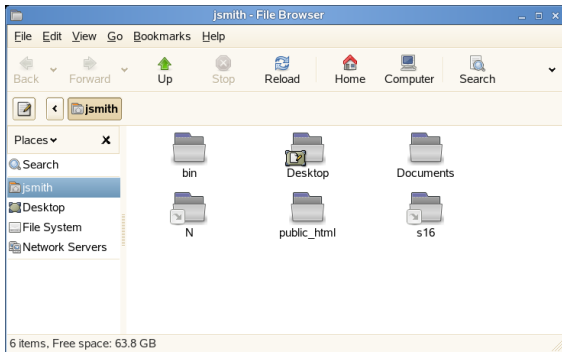 jsmith - File Browser
File Edit View Go Bookmarks Help
Back Forward Up Stop Reload Home Computer Search
jsmith
Places
Search
jsmith
Desktop
File System
Network Servers
bin Desktop Documents
N public_html s16
6 items, Free space: 63.8 GB